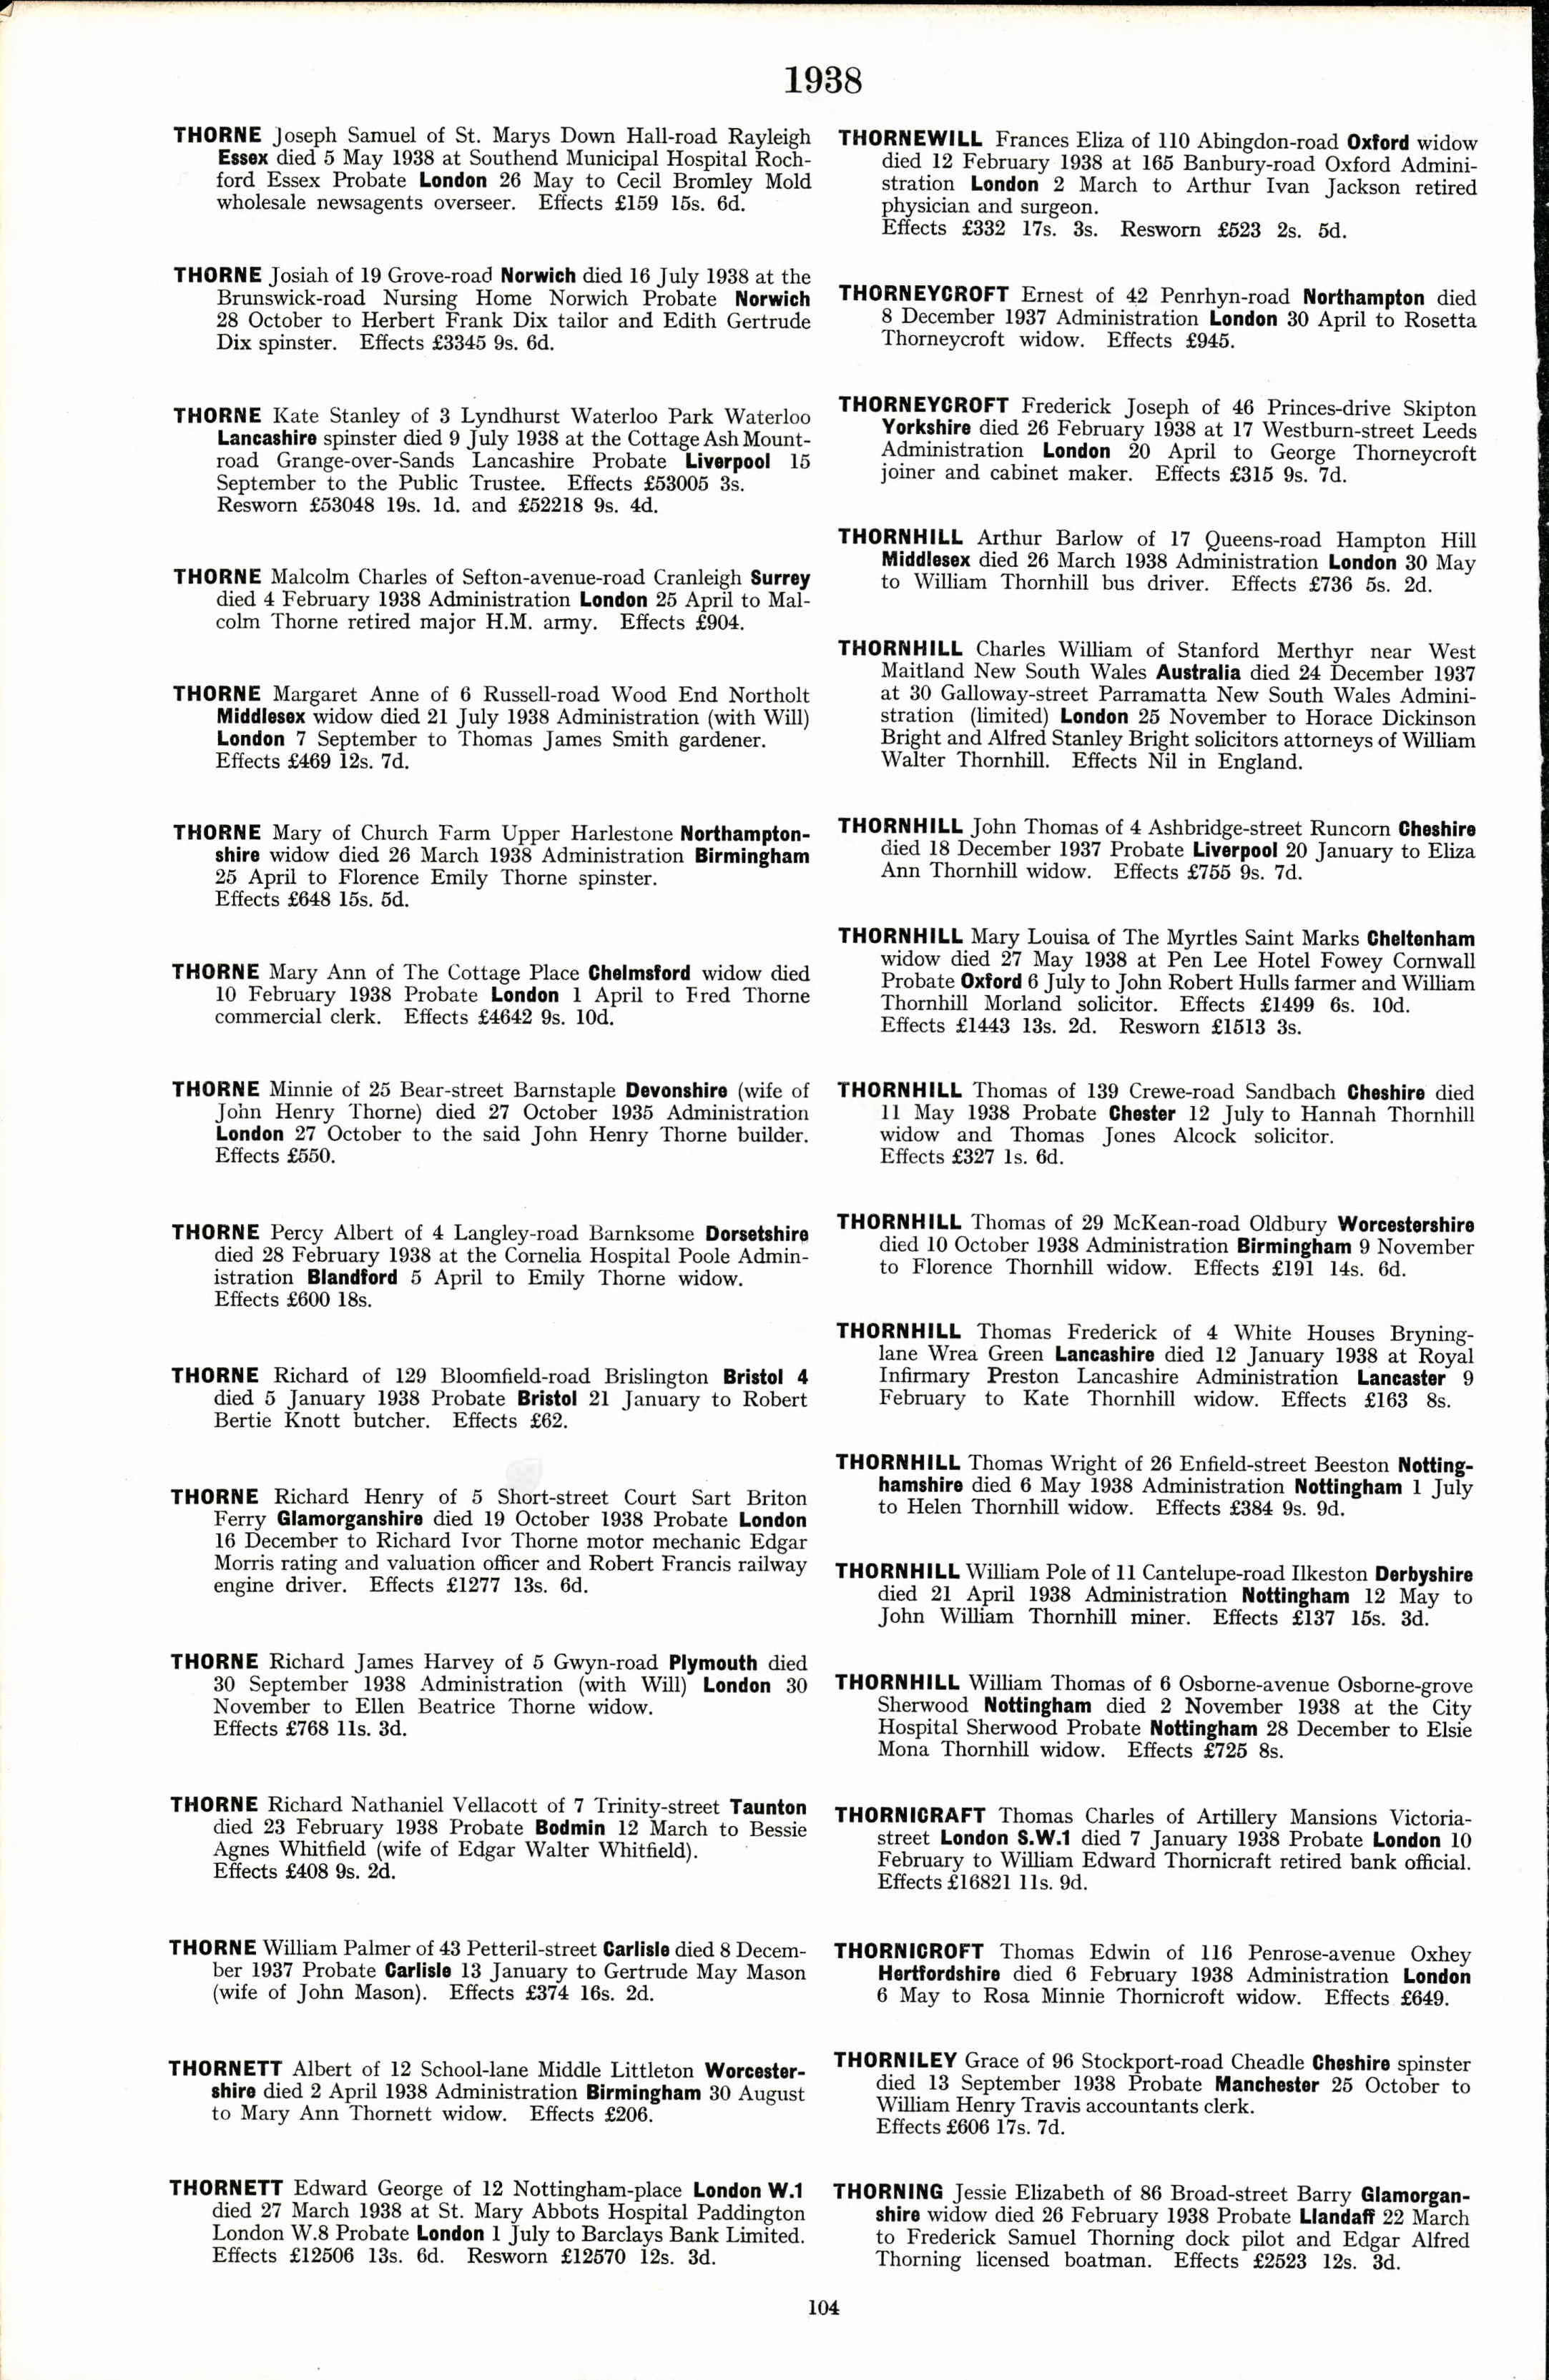 1938
THORNE Joseph Samuel of St. Marys Down Hall-road Rayleigh
Essex died 5 May 1938 at Southend Municipal Hospital Roch-
ford Essex Probate London 26 May to Cecil Bromley Mold
wholesale newsagents overseer. Effects £159 15s. 6d.
THORNE Josiah of 19 Grove-road Norwich died 16 July 1938 at the
Brunswick-road Nursing Home Norwich Probate Norwich
28 October to Herbert Frank Dix tailor and Edith Gertrude
Dix spinster. Effects £3345 9s. 6d.
THORNE Kate Stanley of 3 Lyndhurst Waterloo Park Waterloo
Lancashire spinster died 9 July 1938 at the Cottage Ash Mount-
road Grange-over-Sands Lancashire Probate Liverpool 15
September to the Public Trustee. Effects £53005 3s.
Resworn £53048 19s. 1d. and £52218 9s. 4d.
THORNE Malcolm Charles of Sefton-avenue-road Cranleigh Surrey
died 4 February 1938 Administration London 25 April to Mal-
colm Thorne retired major H.M. army. Effects £904.
THORNE Margaret Anne of 6 Russell-road Wood End Northolt
Middlesex widow died 21 July 1938 Administration (with Will)
London 7 September to Thomas James Smith gardener.
Effects £469 12s. 7d.
THORNE Mary of Church Farm Upper Harlestone Northampton-
shire widow died 26 March 1938 Administration Birmingham
25 April to Florence Emily Thorne spinster.
Effects £648 15s. 5d.
THORNE Mary Ann of The Cottage Place Chelmsford widow died
10 February 1938 Probate London 1 April to Fred Thorne
commercial clerk. Effects £4642 9s. 10d.
THORNE Minnie of 25 Bear-street Barnstaple Devonshire (wife of
John Henry Thorne) died 27 October 1935 Administration
London 27 October to the said John Henry Thorne builder.
Effects £550.
THORNE Percy Albert of 4 Langley-road Barnksome Dorsetshire
died 28 February 1938 at the Cornelia Hospital Poole Admin-
istration Blandford 5 April to Emily Thorne widow.
Effects £600 18s.
THORNE Richard of 129 Bloomfield-road Brislington Bristol 4
died 5 January 1938 Probate Bristol 21 January to Robert
Bertie Knott butcher. Effects £62.
THORNE Richard Henry of 5 Short-street Court Sart Briton
Ferry Glamorganshire died 19 October 1938 Probate London
16 December to Richard Ivor Thorne motor mechanic Edgar
Morris rating and valuation officer and Robert Francis railway
engine driver. Effects £1277 13s. 6d.
THORNE Richard James Harvey of 5 Gwyn-road Plymouth died
30 September 1938 Administration (with Will) London 30
November to Ellen Beatrice Thorne widow.
Effects £768 11s. 3d.
THORNE Richard Nathaniel Vellacott of 7 Trinity-street Taunton
died 23 February 1938 Probate Bodmin 12 March to Bessie
Agnes Whitfield (wife of Edgar Walter Whitfield).
Effects £408 9s. 2d.
THORNE William Palmer of 43 Petteril-street Carlisle died 8 Decem-
ber 1937 Probate Carlisle 13 January to Gertrude May Mason
(wife of John Mason). Effects £374 16s. 2d.
THORNETT Albert of 12 School-lane Middle Littleton Worcester-
shire died 2 April 1938 Administration Birmingham 30 August
to Mary Ann Thornett widow. Effects £206.
THORNETT Edward George of 12 Nottingham-place London W.1
died 27 March 1938 at St. Mary Abbots Hospital Paddington
London W.8 Probate London 1 July to Barclays Bank Limited.
Effects £12506 13s. 6d. Resworn £12570 12s. 3d.
THORNEWILL Frances Eliza of 110 Abingdon-road Oxford widow
died 12 February 1938 at 165 Banbury-road Oxford Admini-
stration London 2 March to Arthur Ivan Jackson retired
physician and surgeon.
Effects £332 17s. 3s. Resworn £523 2s. 5d.
THORNEYCROFT Ernest of 42 Penrhyn-road Northampton died
8 December 1937 Administration London 30 April to Rosetta
Thorneycroft widow. Effects £945.
THORNEYCROFT Frederick Joseph of 46 Princes-drive Skipton
Yorkshire died 26 February 1938 at 17 Westburn-street Leeds
Administration London 20 April to George Thorneycroft
joiner and cabinet maker. Effects £315 9s. 7d.
THORNHILL Arthur Barlow of 17 Queens-road Hampton Hill
Middlesex died 26 March 1938 Administration London 30 May
to William Thornhill bus driver. Effects £736 5s. 2d.
THORNHILL Charles William of Stanford Merthyr near West
Maitland New South Wales Australia died 24 December 1937
at 30 Galloway-street Parramatta New South Wales Admini-
stration (limited) London 25 November to Horace Dickinson
Bright and Alfred Stanley Bright solicitors attorneys of William
Walter Thornhill. Effects Nil in England.
THORNHILL John Thomas of 4 Ashbridge-street Runcorn Cheshire
died 18 December 1937 Probate Liverpool 20 January to Eliza
Ann Thornhill widow. Effects £755 9s. 7d.
THORNHILL Mary Louisa of The Myrtles Saint Marks Cheltenham
widow died 27 May 1938 at Pen Lee Hotel Fowey Cornwall
Probate Oxford 6 July to John Robert Hulls farmer and William
Thornhill Morland solicitor. Effects £1499 6s. 10d.
Effects £1443 13s. 2d. Resworn £1513 3s.
THORNHILL Thomas of 139 Crewe-road Sandbach Cheshire died
11 May 1938 Probate Chester 12 July to Hannah Thornhill
widow and Thomas Jones Alcock solicitor.
Effects £327 1s. 6d.
THORNHILL Thomas of 29 McKean-road Oldbury Worcestershire
died 10 October 1938 Administration Birmingham 9 November
to Florence Thornhill widow. Effects £191 14s. 6d.
THORNHILL Thomas Frederick of 4 White Houses Bryning-
lane Wrea Green Lancashire died 12 January 1938 at Royal
Infirmary Preston Lancashire Administration Lancaster 9
February to Kate Thornhill widow. Effects £163 8s.
THORNHILL Thomas Wright of 26 Enfield-street Beeston Notting-
hamshire died 6 May 1938 Administration Nottingham 1 July
to Helen Thornhill widow. Effects £384 9s. 9d.
THORNHILL William Pole of 11 Cantelupe-road Ilkeston Derbyshire
died 21 April 1938 Administration Nottingham 12 May to
John William Thornhill miner. Effects £137 15s. 3d.
THORNHILL William Thomas of 6 Osborne-avenue Osborne-grove
Sherwood Nottingham died 2 November 1938 at the City
Hospital Sherwood Probate Nottingham 28 December to Elsie
Mona Thornhill widow. Effects £725 8s.
THORNICRAFT Thomas Charles of Artillery Mansions Victoria-
street London S.W.1 died 7 January 1938 Probate London 10
February to William Edward Thornicraft retired bank official.
Effects £16821 11s. 9d.
THORNICROFT Thomas Edwin of 116 Penrose-avenue Oxhey
Hertfordshire died 6 February 1938 Administration London
6 May to Rosa Minnie Thornicroft widow. Effects £649.
THORNILEY Grace of 96 Stockport-road Cheadle Cheshire spinster
died 13 September 1938 Probate Manchester 25 October to
William Henry Travis accountants clerk.
Effects £606 17s. 7d.
THORNING Jessie Elizabeth of 86 Broad-street Barry Glamorgan-
shire widow died 26 February 1938 Probate Llandaff 22 March
to Frederick Samuel Thorning dock pilot and Edgar Alfred
Thorning licensed boatman. Effects £2523 12s. 3d.
104